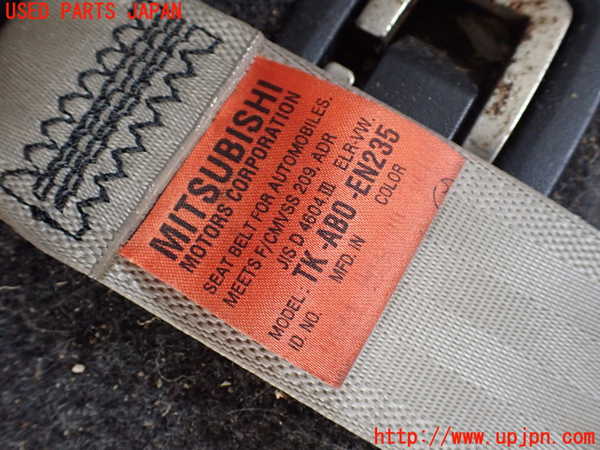 USED PARTS JAPAN
MITSUBISHI
MOTORS CORPORATION
SEAT BELT FOR AUTOMOBILES.
MEETS F/CMVSS 209. ADR
JIS D 4604.III ELR-VW.
MODEL: TK-AB0-EN235
ID. NO. MFD. IN COLOR
http://www.upjpn.com/